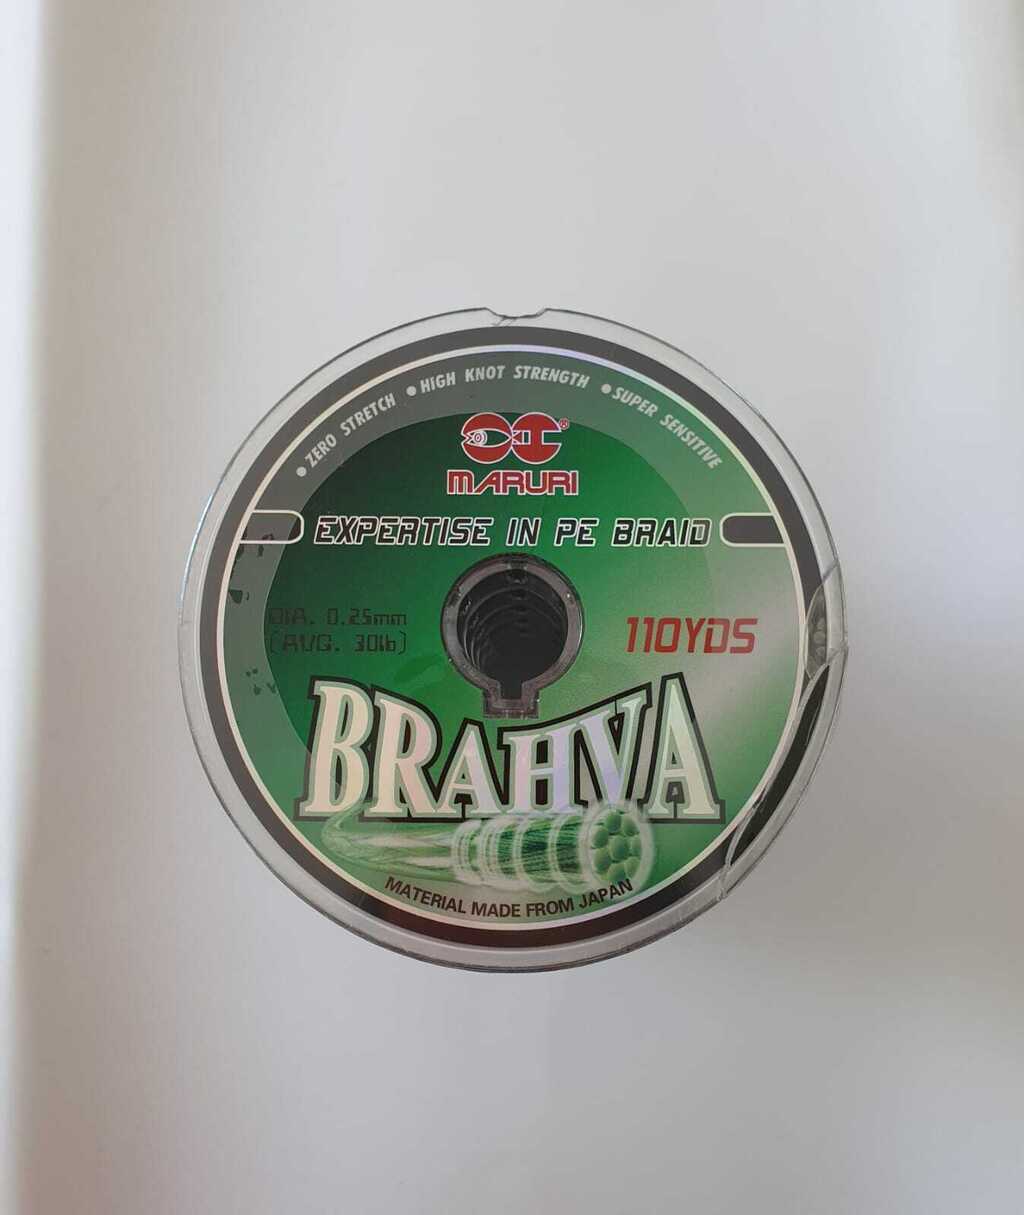 ● ZERO STRETCH ● HIGH KNOT STRENGTH ● SUPER SENSITIVE
®
MARURI
EXPERTISE IN PE BRAID
DIA. 0.25mm
(AVG. 30lb)
110YDS
BRAHVA
MATERIAL MADE FROM JAPAN